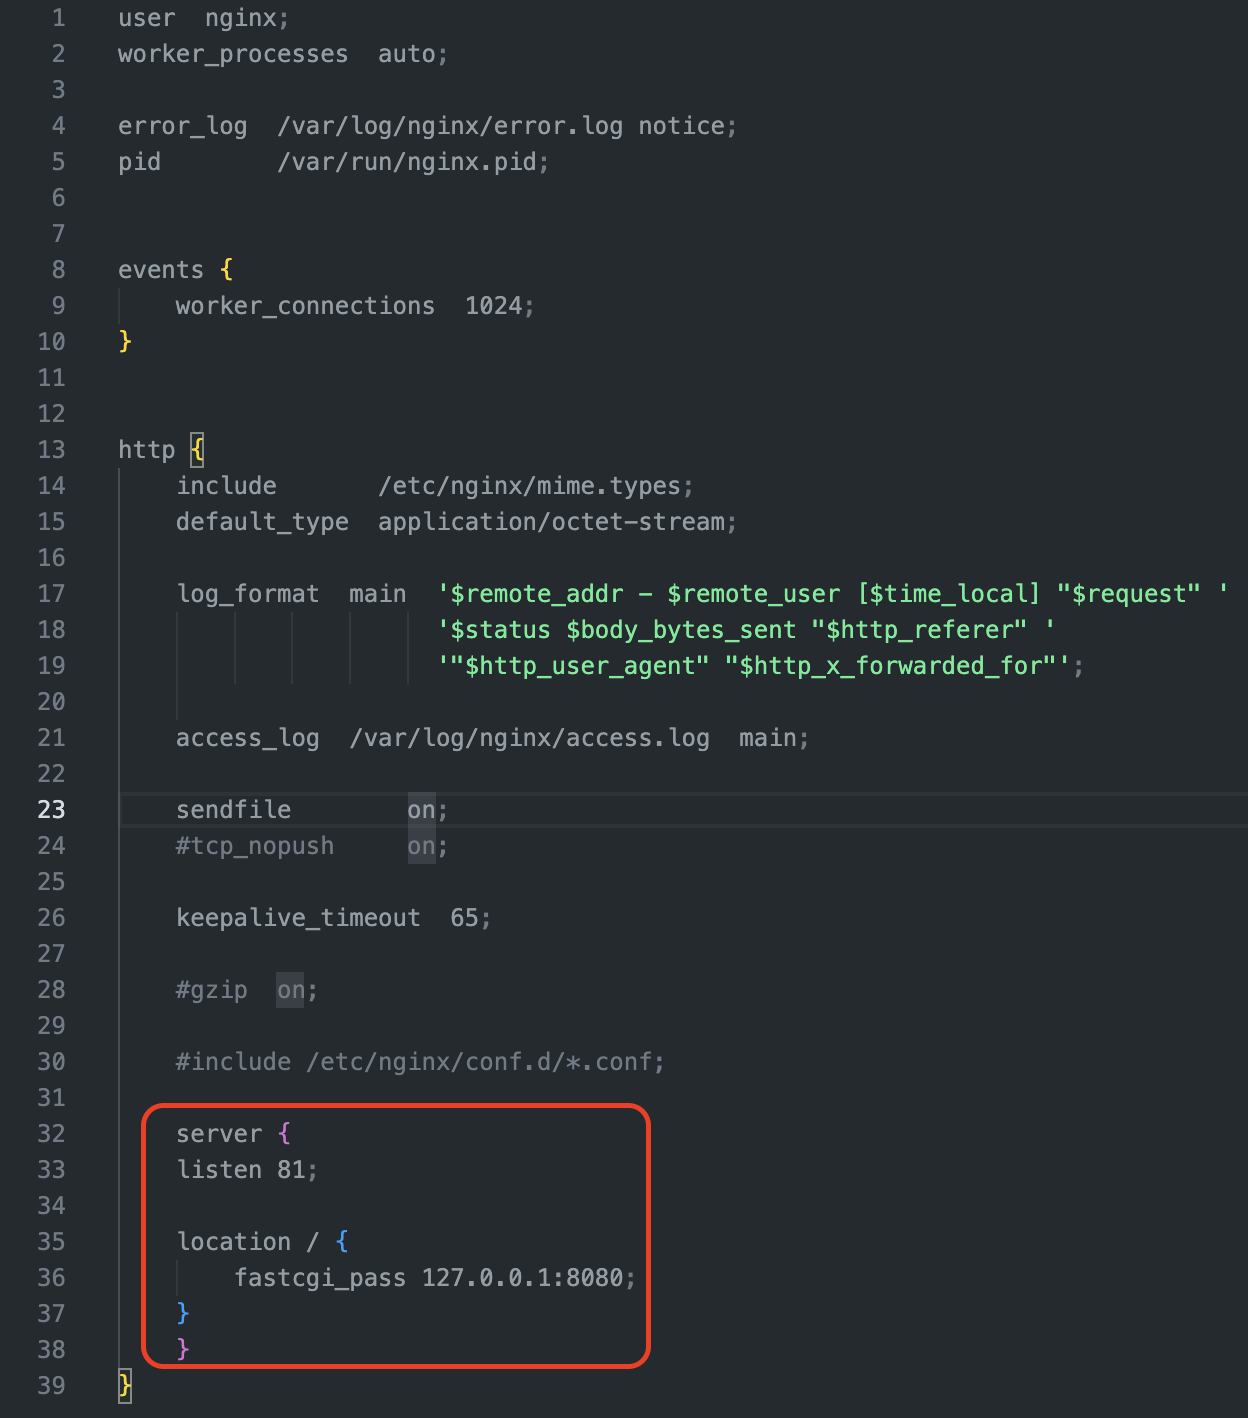 1 user  nginx;
2 worker_processes  auto;
3
4 error_log  /var/log/nginx/error.log notice;
5 pid        /var/run/nginx.pid;
6
7
8 events {
9     worker_connections  1024;
10 }
11
12
13 http {
14     include       /etc/nginx/mime.types;
15     default_type  application/octet-stream;
16
17     log_format  main  '$remote_addr - $remote_user [$time_local] "$request" '
18                       '$status $body_bytes_sent "$http_referer" '
19                       '"$http_user_agent" "$http_x_forwarded_for"';
20
21     access_log  /var/log/nginx/access.log  main;
22
23     sendfile        on;
24     #tcp_nopush     on;
25
26     keepalive_timeout  65;
27
28     #gzip  on;
29
30     #include /etc/nginx/conf.d/*.conf;
31
32     server {
33     listen 81;
34
35     location / {
36         fastcgi_pass 127.0.0.1:8080;
37     }
38     }
39 }